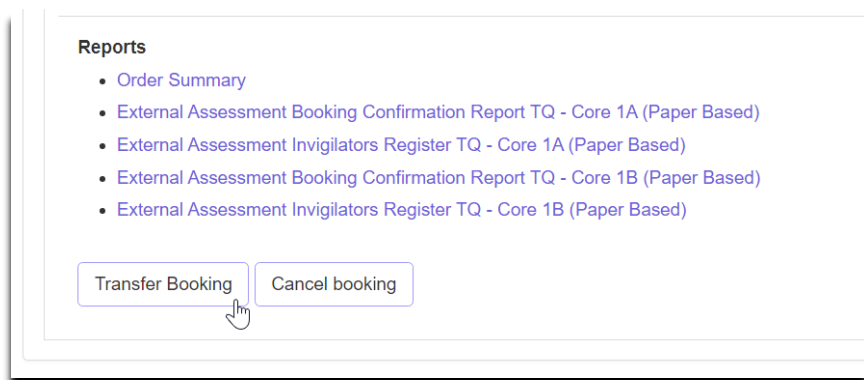 Reports
Order Summary
External Assessment Booking Confirmation Report TQ - Core 1A (Paper Based)
External Assessment Invigilators Register TQ - Core 1A (Paper Based)
External Assessment Booking Confirmation Report TQ - Core 1B (Paper Based)
External Assessment Invigilators Register TQ - Core 1B (Paper Based)
Transfer Booking Cancel booking